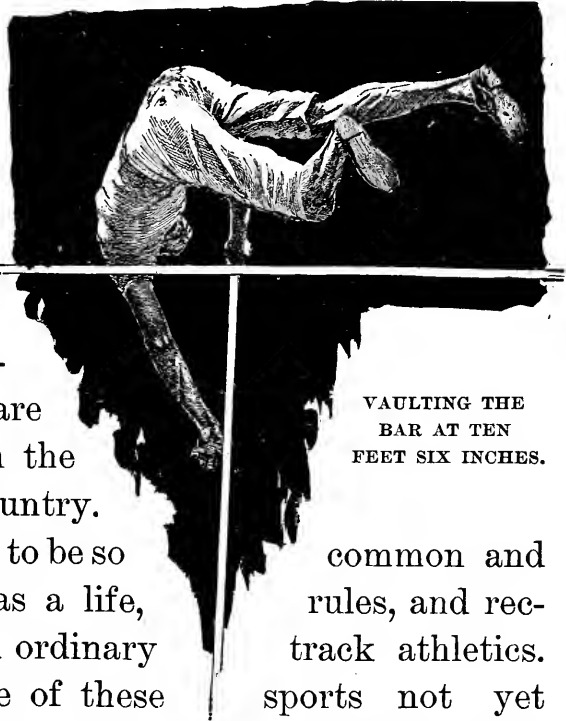 VAULTING THE
BAR AT TEN
FEET SIX INCHES.
are
the
untry.
to be so common and
as a life, rules, and rec-
ordinary track athletics.
e of these sports not yet